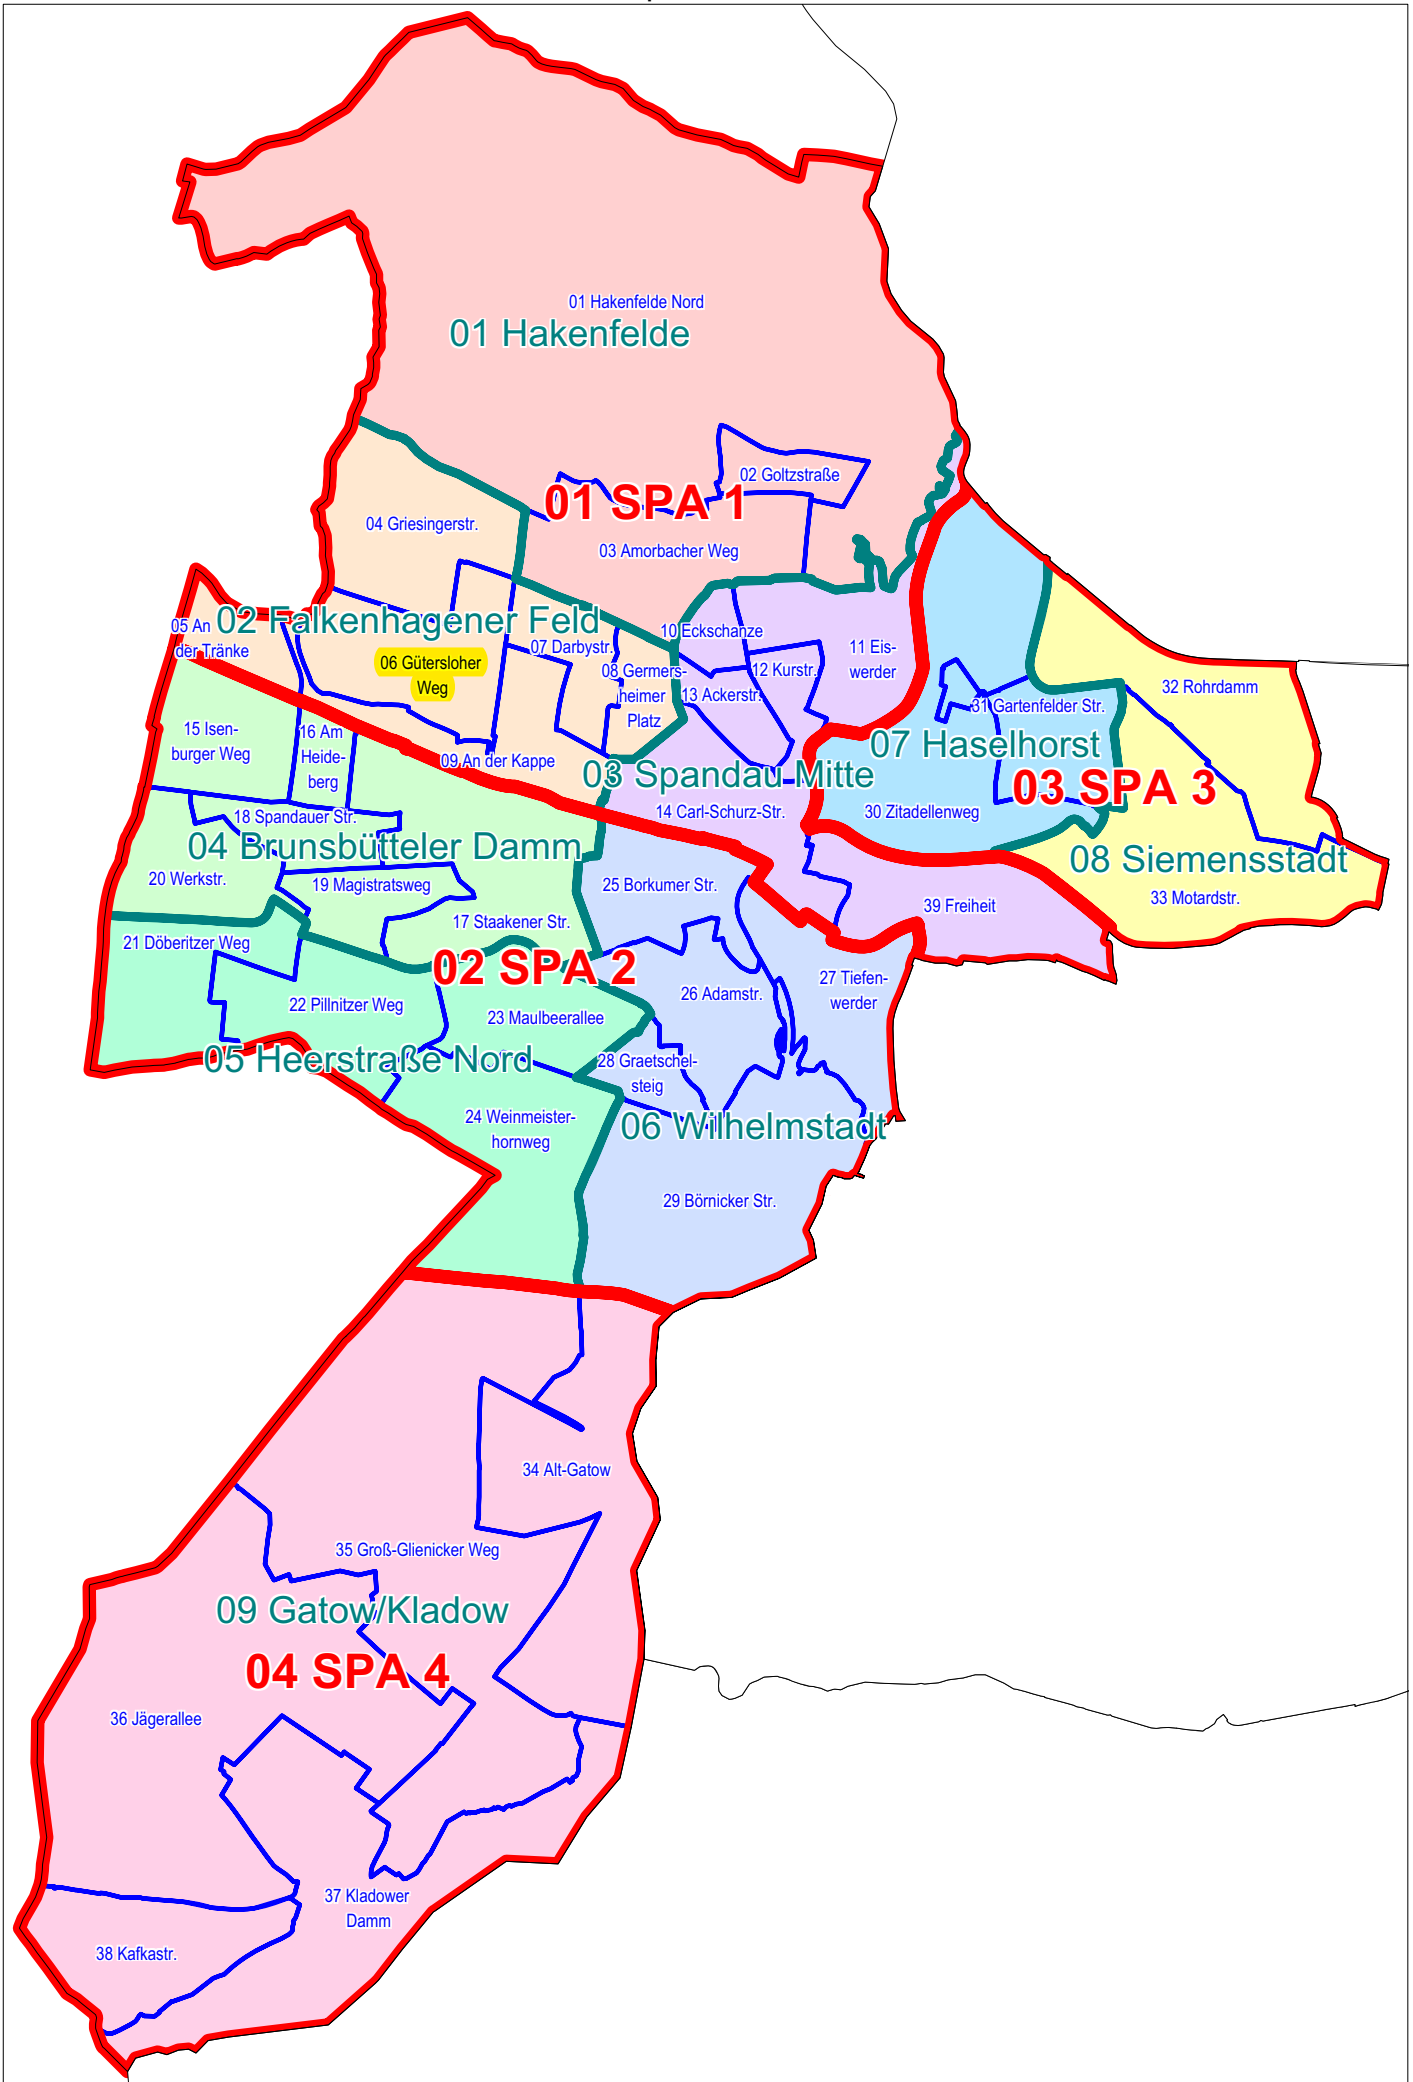 01 Hakenfelde Nord
01 Hakenfelde
02 Goltzstraße
01 SPA 1
04 Griesingerstr.
03 Amorbacher Weg
05 An
der Tränke
02 Falkenhagener Feld
06 Gütersloher
Weg
07 Darbystr.
08 Germers-
heimer
Platz
09 An der Kappe
10 Eckschanze
11 Eis-
werder
12 Kurstr.
13 Ackerstr.
03 Spandau Mitte
14 Carl-Schurz-Str.
32 Rohrdamm
31 Gartenfelder Str.
07 Haselhorst
03 SPA 3
30 Zitadellenweg
08 Siemensstadt
33 Motardstr.
39 Freiheit
15 Isen-
burger Weg
16 Am
Heide-
berg
18 Spandauer Str.
04 Brunsbütteler Damm
20 Werkstr.
19 Magistratsweg
17 Staakener Str.
25 Borkumer Str.
21 Döberitzer Weg
02 SPA 2
22 Pillnitzer Weg
23 Maulbeerallee
26 Adamstr.
27 Tiefen-
werder
05 Heerstraße Nord
28 Graetschel-
steig
24 Weinmeister-
hornweg
06 Wilhelmstadt
29 Börnicker Str.
34 Alt-Gatow
35 Groß-Glienicker Weg
09 Gatow/Kladow
04 SPA 4
36 Jägerallee
37 Kladower
Damm
38 Kafkastr.